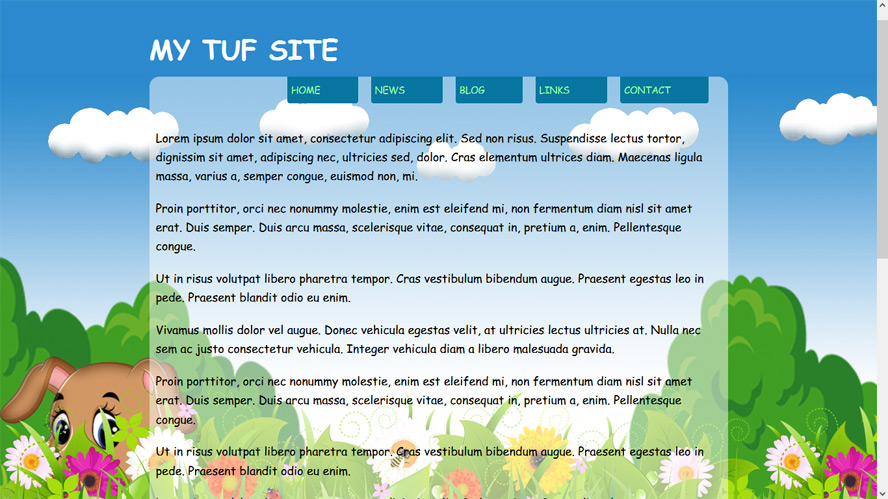 MY TUF SITE
HOME NEWS BLOG LINKS CONTACT
Lorem ipsum dolor sit amet, consectetur adipiscing elit. Sed non risus. Suspendisse lectus tortor,
dignissim sit amet, adipiscing nec, ultricies sed, dolor. Cras elementum ultrices diam. Maecenas ligula
massa, varius a, semper congue, euismod non, mi.
Proin porttitor, orci nec nonummy molestie, enim est eleifend mi, non fermentum diam nisl sit amet
erat. Duis semper. Duis arcu massa, scelerisque vitae, consequat in, pretium a, enim. Pellentesque
congue.
Ut in risus volutpat libero pharetra tempor. Cras vestibulum bibendum augue. Praesent egestas leo in
pede. Praesent blandit odio eu enim.
Vivamus mollis dolor vel augue. Donec vehicula egestas velit, at ultricies lectus ultricies at. Nulla nec
sem ac justo consectetur vehicula. Integer vehicula diam a libero malesuada gravida.
Proin porttitor, orci nec nonummy molestie, enim est eleifend mi, non fermentum diam nisl sit amet
erat. Duis semper. Duis arcu massa, scelerisque vitae, consequat in, pretium a, enim. Pellentesque
congue.
Ut in risus volutpat libero pharetra tempor. Cras vestibulum bibendum augue. Praesent egestas leo in
pede. Praesent blandit odio eu enim.